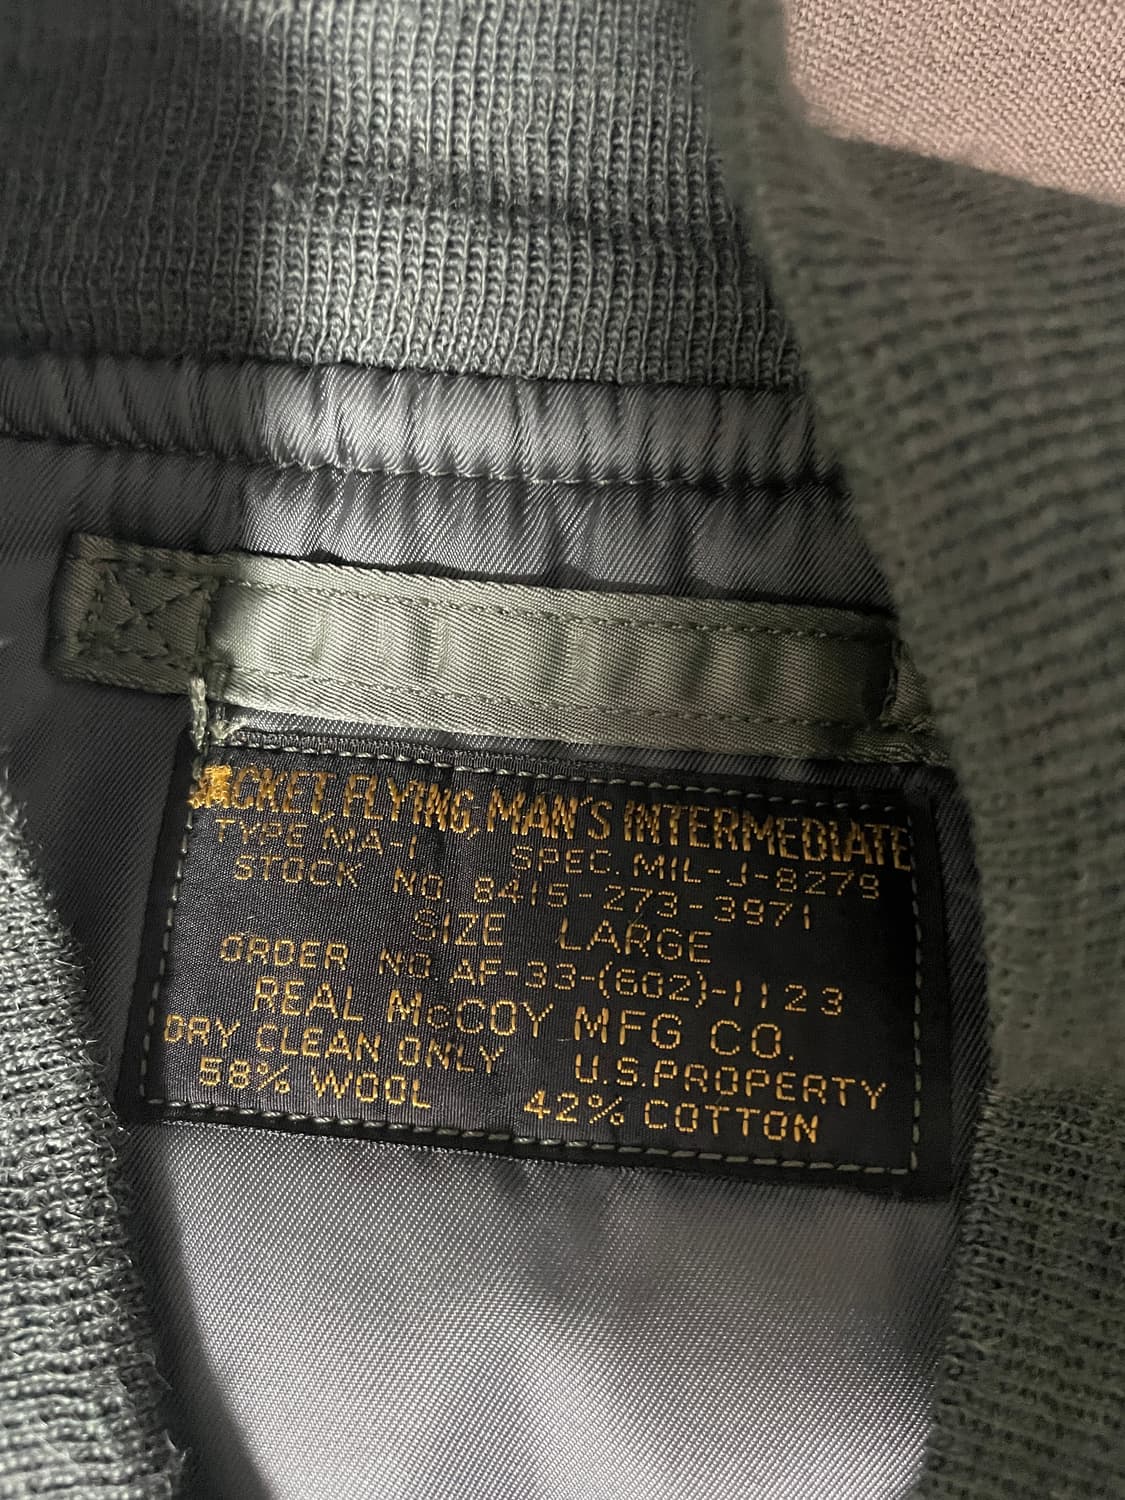 JACKET, FLYING, MAN'S INTERMEDIATE
TYPE MA-1 SPEC. MIL-J-8279
STOCK NO. 8415-273-3971
SIZE LARGE
ORDER NO. AF-33-(602)-1123
REAL McCOY MFG CO.
DRY CLEAN ONLY U.S.PROPERTY
58% WOOL 42% COTTON